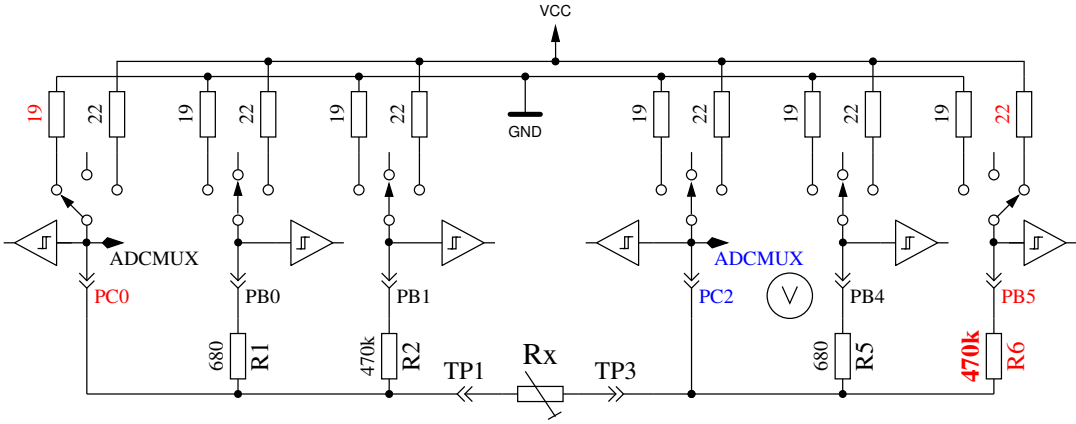 VCC
19
22
19
22
19
22
GND
19
22
19
22
19
22
ADCMUX
ADCMUX
PC0
PB0
PB1
PC2
V
PB4
PB5
680
R1
470k
R2
680
R5
470k
R6
TP1
Rx
TP3